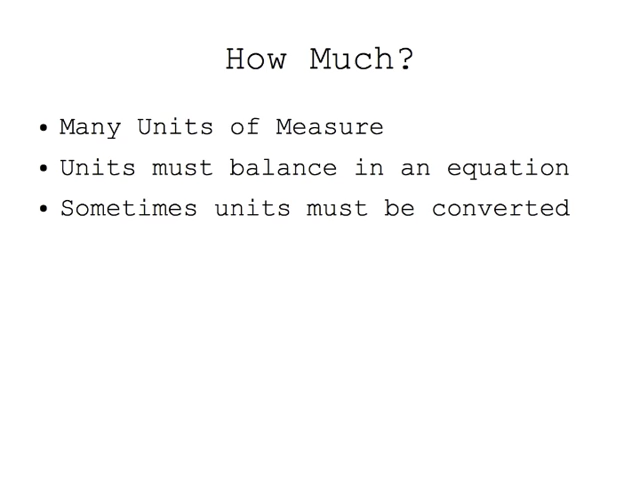 How Much?
• Many Units of Measure
• Units must balance in an equation
• Sometimes units must be converted